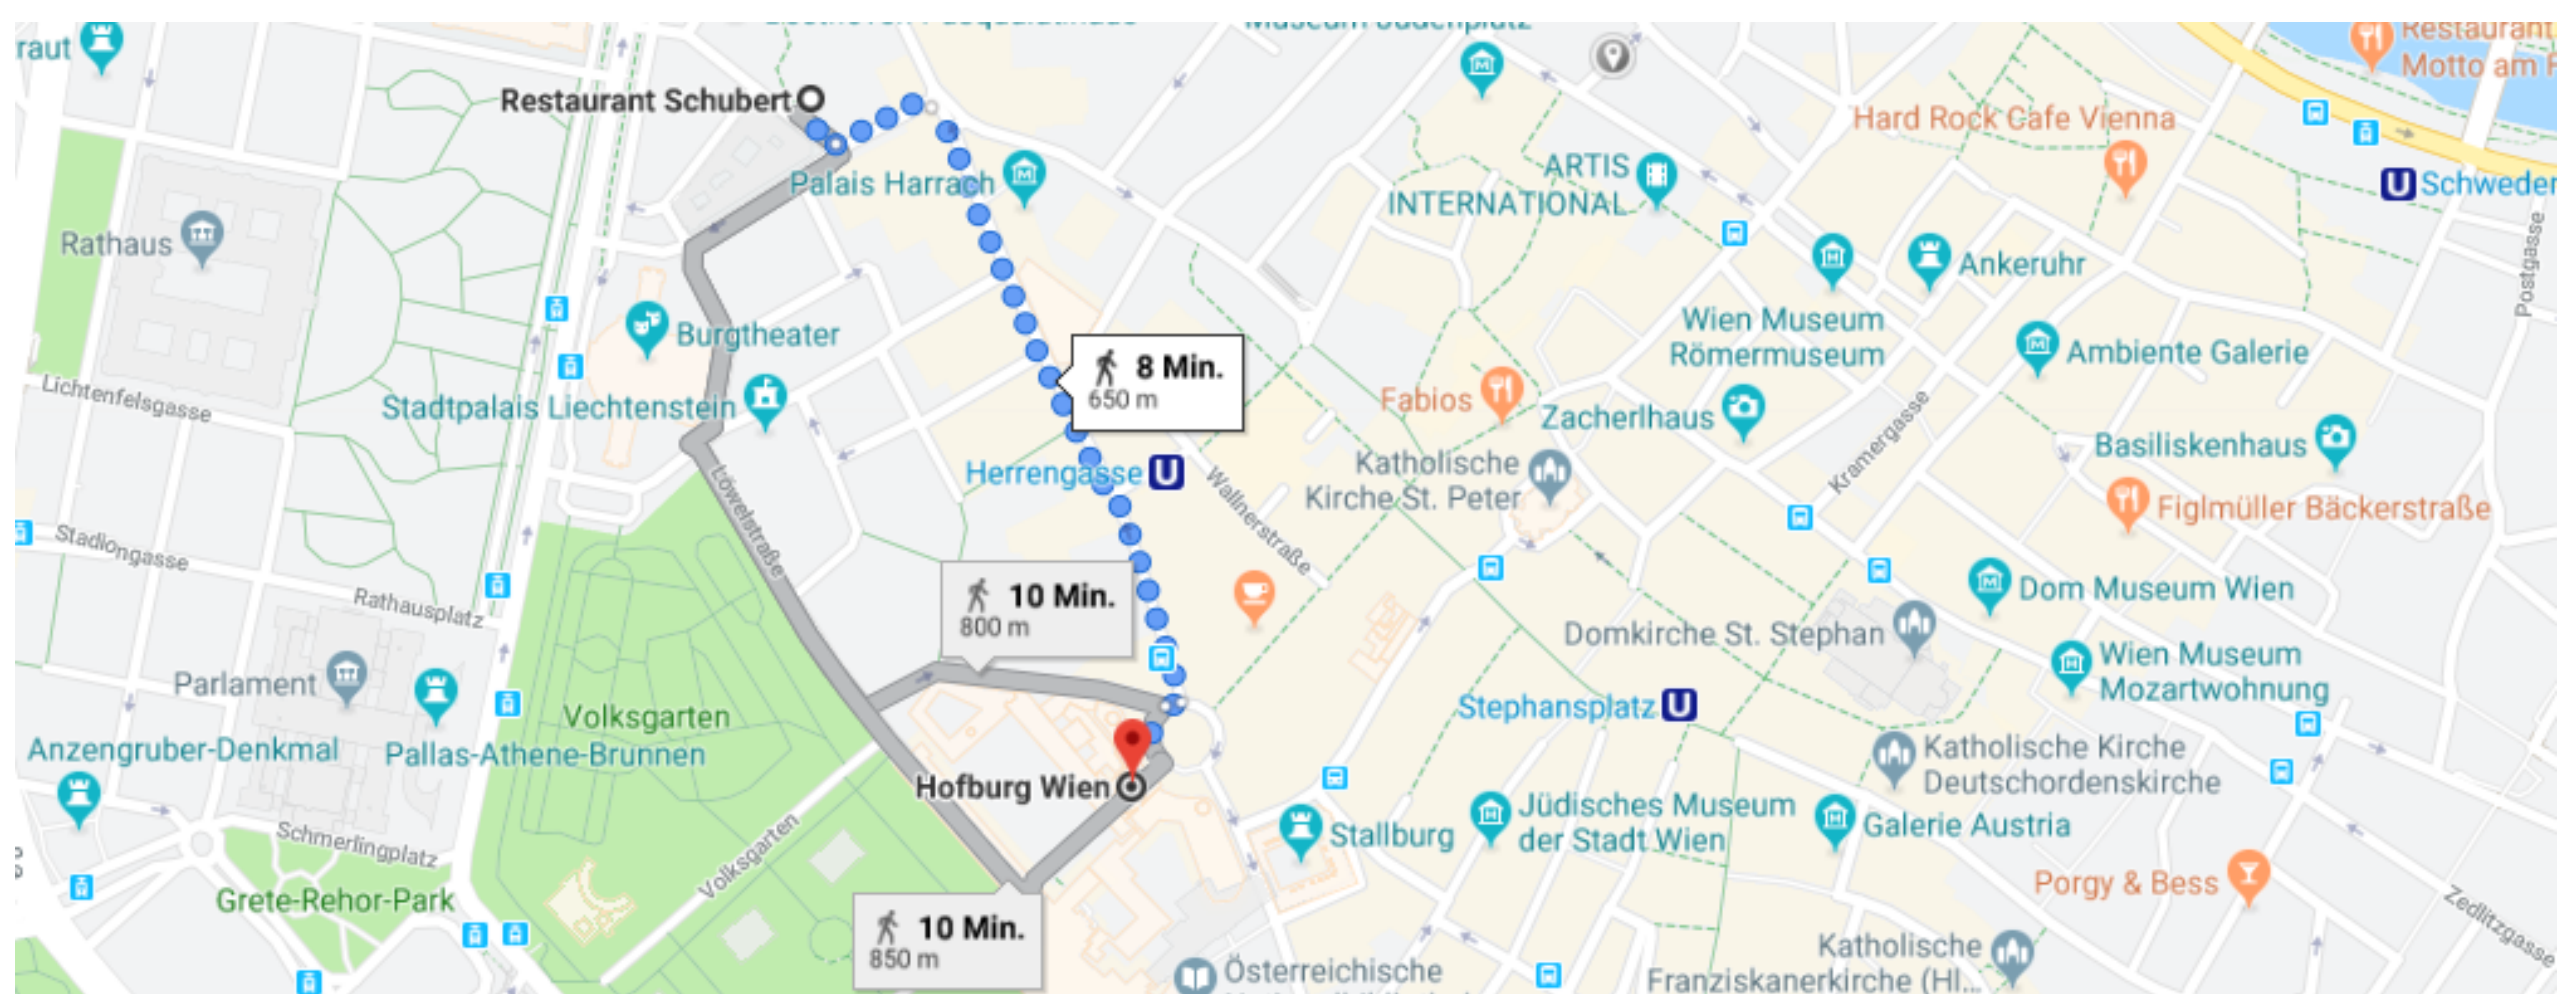 raut
Restaurant
Motto am F
Restaurant Schubert
Hard Rock Cafe Vienna
Palais Harrach
ARTIS
INTERNATIONAL
Schweden
Rathaus
Postgasse
Ankeruhr
Burgtheater
Wien Museum
Römermuseum
Ambiente Galerie
8 Min.
650 m
Lichtenfelsgasse
Stadtpalais Liechtenstein
Fabios
Zacherlhaus
Kramergasse
Basiliskenhaus
Herrengasse
Wallnerstraße
Katholische
Kirche St. Peter
Figlmüller Bäckerstraße
Löwelstraße
Stadiongasse
Rathausplatz
10 Min.
800 m
Dom Museum Wien
Domkirche St. Stephan
Wien Museum
Mozartwohnung
Parlament
Volksgarten
Stephansplatz
Anzengruber-Denkmal
Pallas-Athene-Brunnen
Katholische Kirche
Deutschordenskirche
Hofburg Wien
Stallburg
Jüdisches Museum
der Stadt Wien
Galerie Austria
Schmerlingplatz
Volksgarten
Grete-Rehor-Park
Porgy & Bess
Zedlitzgasse
10 Min.
850 m
Österreichische
Katholische
Franziskanerkirche (Hl...